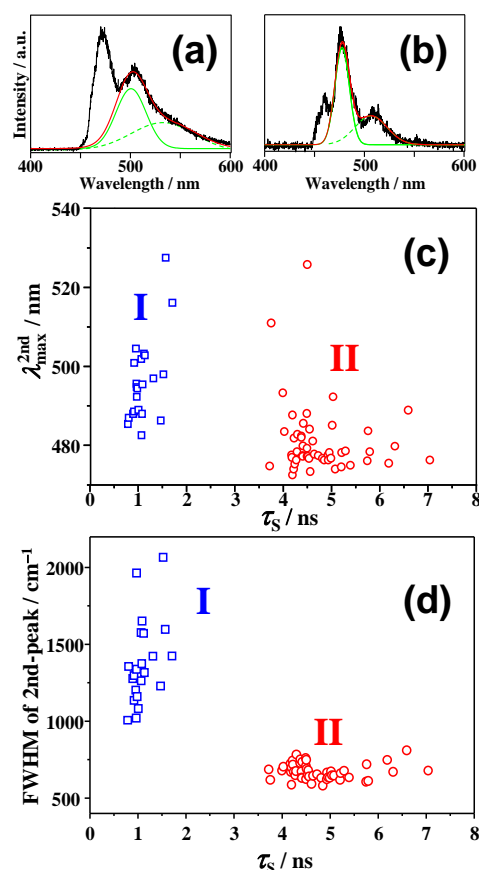 (a) (b)
Intensity / a.u.
400 500 600 400 500 600
Wavelength / nm Wavelength / nm
540
520
500
480
λ2nd max / nm
(c)
I
II
0 1 2 3 4 5 6 7 8
τS / ns
2000
1500
1000
500
FWHM of 2nd-peak / cm−1
(d)
I
II
0 1 2 3 4 5 6 7 8
τS / ns